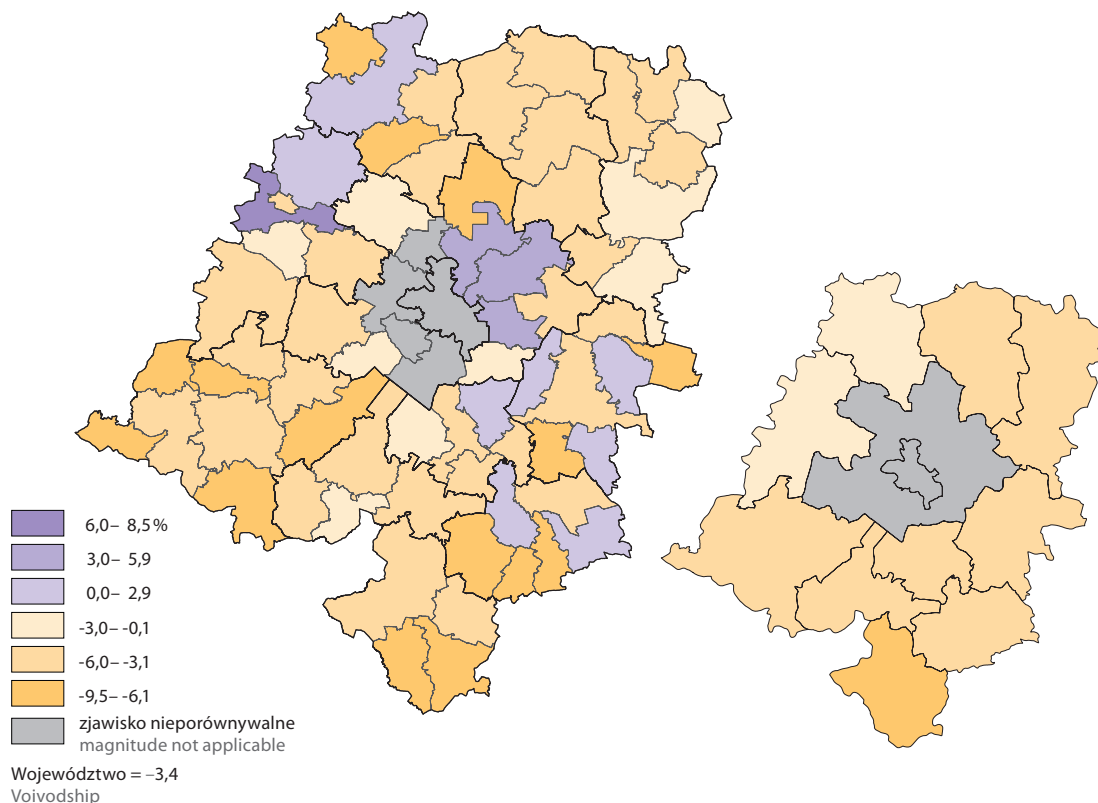 6,0– 8,5%
3,0– 5,9
0,0– 2,9
-3,0– -0,1
-6,0– -3,1
-9,5– -6,1
zjawisko nieporównywalne
magnitude not applicable
Województwo = –3,4
Voivodship